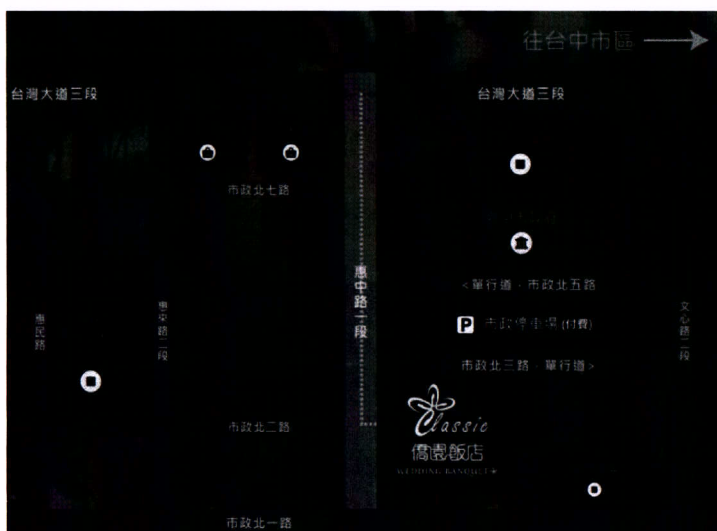 往台中市區
台灣大道三段
台灣大道三段
市政北七路
<單行道‧市政北五路
惠中路一段
惠民路
惠來路二段
文心路二段
P 市政停車場(付費)
市政北三路‧單行道>
Classic
僑園飯店
WEDDING BANQUET
市政北二路
市政北一路